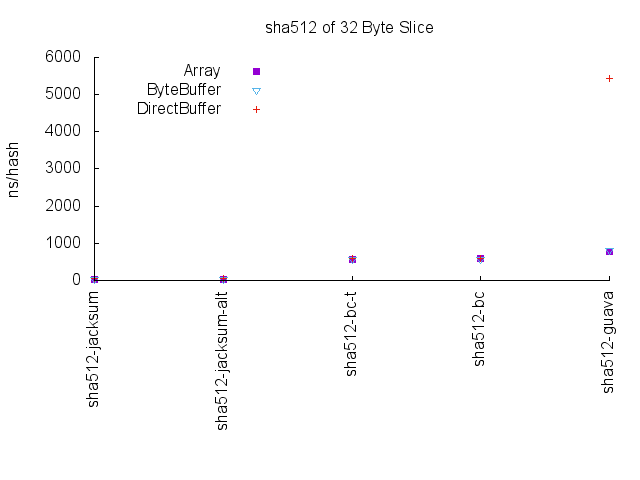 sha512 of 32 Byte Slice
6000
5000
4000
3000
2000
1000
0
ns/hash
Array
ByteBuffer
DirectBuffer
sha512-jacksum
sha512-jacksum-alt
sha512-bc-t
sha512-bc
sha512-guava